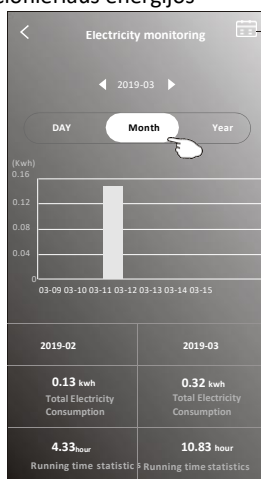 cionieriaus energijos
Electricity monitoring
2019-03
DAY Month Year
(Kwh)
0.16
0.12
0.08
0.04
0
03-09 03-10 03-11 03-12 03-13 03-14 03-15
2019-02 2019-03
0.13 kwh 0.32 kwh
Total Electricity Total Electricity
Consumption Consumption
4.33hour 10.83 hour
Running time statistic s Running time statistics